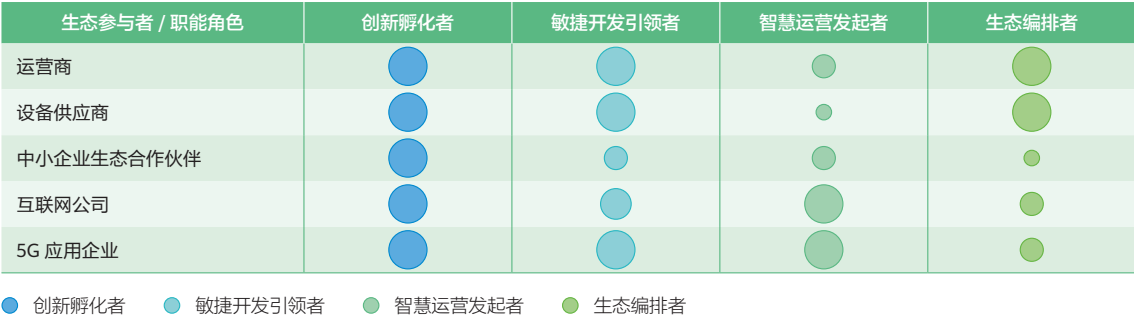 生态参与者 / 职能角色 创新孵化者 敏捷开发引领者 智慧运营发起者 生态编排者
运营商
设备供应商
中小企业生态合作伙伴
互联网公司
5G 应用企业
创新孵化者 敏捷开发引领者 智慧运营发起者 生态编排者